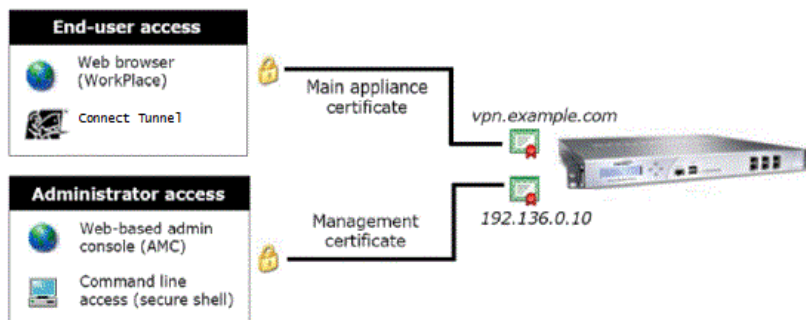 End-user access
Web browser
(WorkPlace)
Connect Tunnel
Main appliance
certificate
vpn.example.com
Administrator access
Web-based admin
console (AMC)
Command line
access (secure shell)
Management
certificate
192.136.0.10